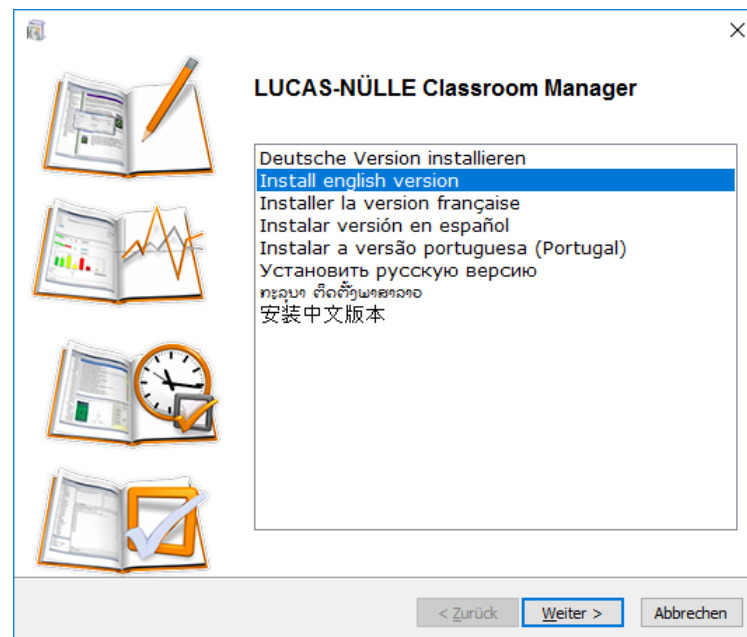 LUCAS-NÜLLE Classroom Manager
Deutsche Version installieren
Install english version
Installer la version française
Instalar versión en español
Instalar a versão portuguesa (Portugal)
Установить русскую версию
ກະລຸນາ ຕິດຕັ້ງພາສາລາວ
安装中文版本
< Zurück Weiter > Abbrechen